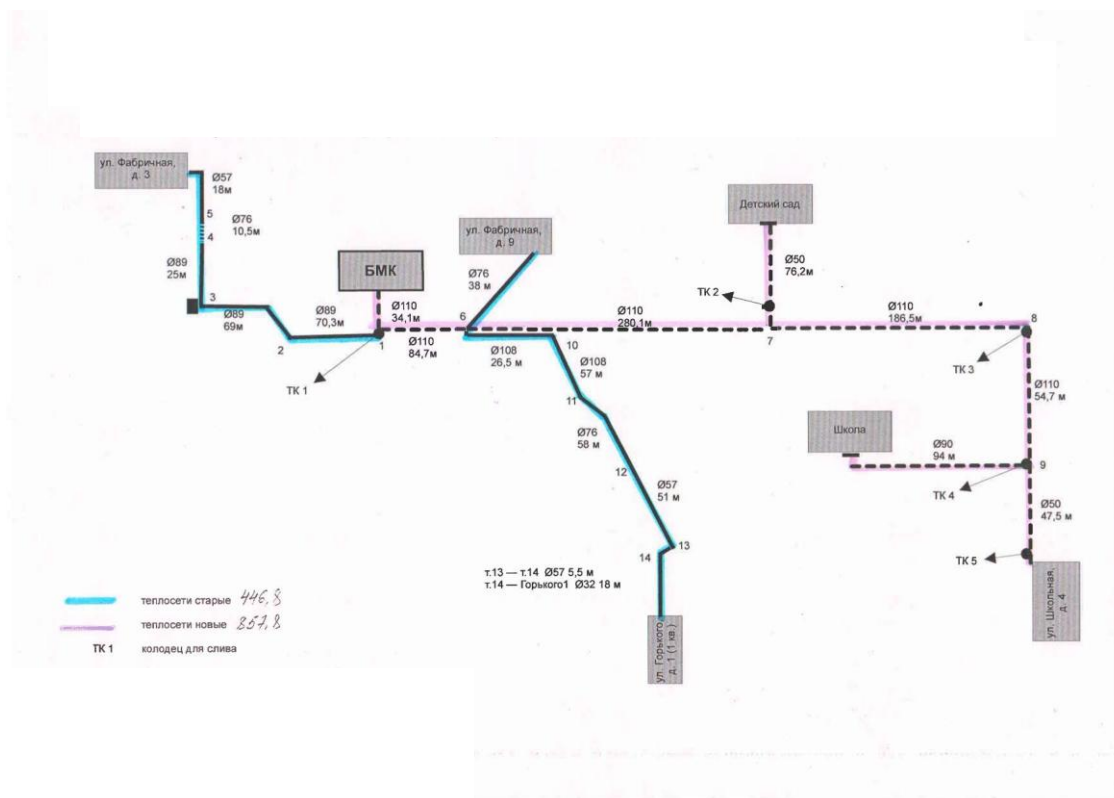 ул. Фабричная,
д. 3
Ø57
18м
5
4
Ø76
10,5м
Ø89
25м
3
Ø89
69м
2
Ø89
70,3м
БМК
Ø110
34,1м
1
Ø110
84,7м
ТК 1
ул. Фабричная,
д. 9
Ø76
38 м
6
Ø108
26,5 м
10
Ø108
57 м
11
Ø76
58 м
12
Ø57
51 м
13
14
т.13 — т.14 Ø57 5,5 м
т.14 — Горького1 Ø32 18 м
ул. Горького,
д. 1 (1 кв.)
Ø110
280,1м
Детский сад
Ø50
76,2м
ТК 2
7
Ø110
186,5м
8
ТК 3
Ø110
54,7 м
Школа
Ø90
94 м
9
ТК 4
Ø50
47,5 м
ТК 5
ул. Школьная,
д. 4
теплосети старые 446,8
теплосети новые 857,8
ТК 1 колодец для слива